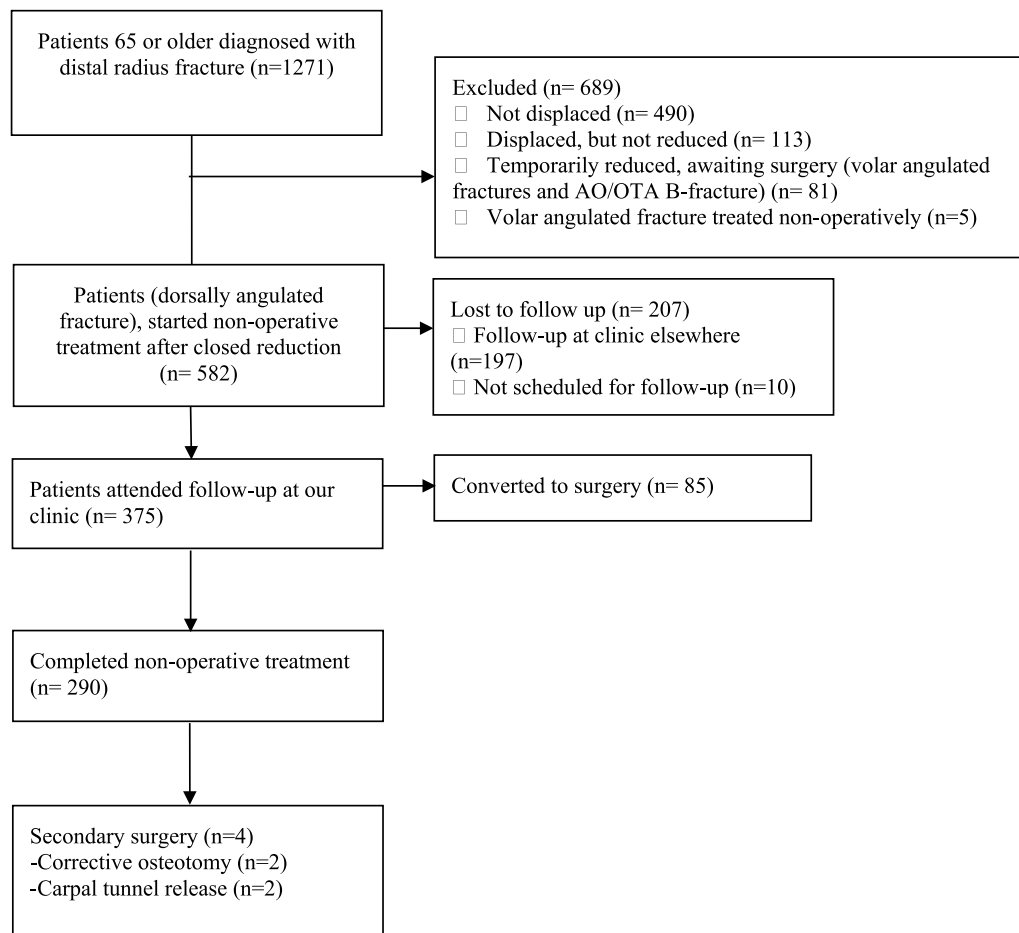 Patients 65 or older diagnosed with
distal radius fracture (n=1271)
Excluded (n= 689)
□ Not displaced (n= 490)
□ Displaced, but not reduced (n= 113)
□ Temporarily reduced, awaiting surgery (volar angulated
fractures and AO/OTA B-fracture) (n= 81)
□ Volar angulated fracture treated non-operatively (n=5)
Patients (dorsally angulated
fracture), started non-operative
treatment after closed reduction
(n= 582)
Lost to follow up (n= 207)
□ Follow-up at clinic elsewhere
(n=197)
□ Not scheduled for follow-up (n=10)
Patients attended follow-up at our
clinic (n= 375)
Converted to surgery (n= 85)
Completed non-operative treatment
(n= 290)
Secondary surgery (n=4)
-Corrective osteotomy (n=2)
-Carpal tunnel release (n=2)